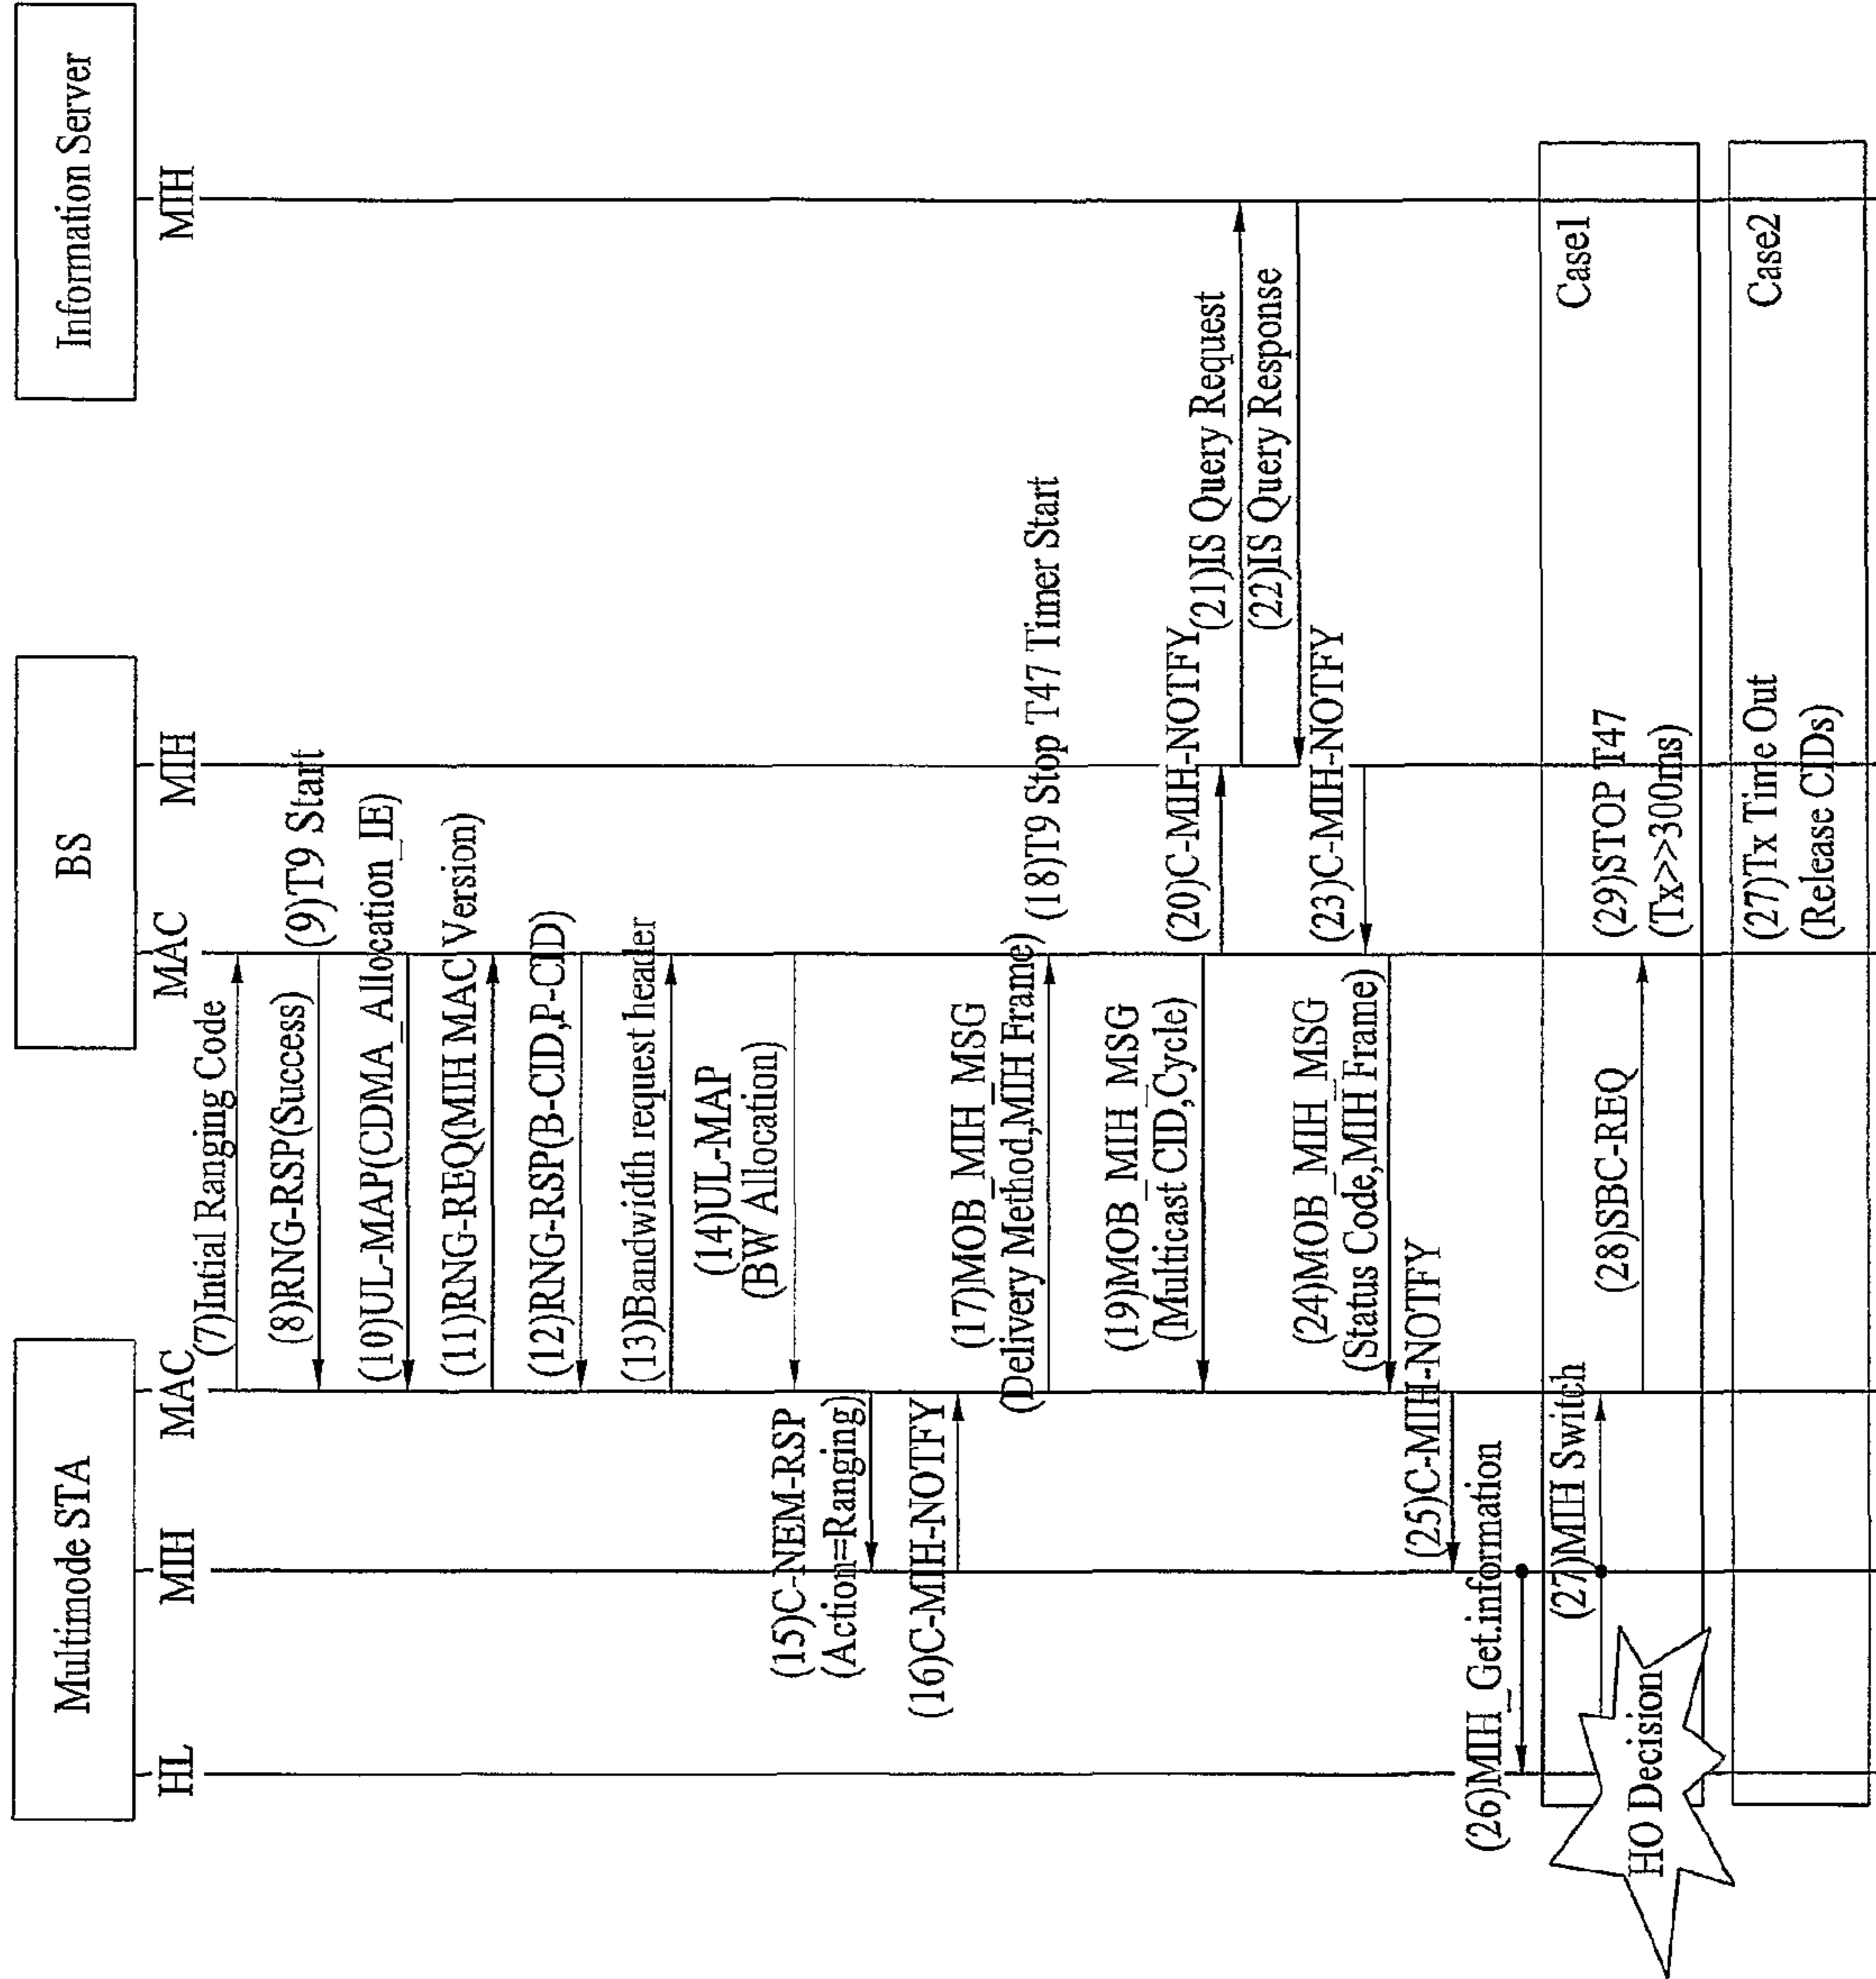 Multimode STA
BS
Information Server
HL
MIH
MAC
MAC
MIH
MIH
(7)Intial Ranging Code
(8)RNG-RSP(Success)
(9)T9 Start
(10)UL-MAP(CDMA_Allocation_IE)
(11)RNG-REQ(MIH MAC Version)
(12)RNG-RSP(B-CID,P-CID)
(13)Bandwidth request header
(14)UL-MAP
(BW Allocation)
(15)C-NEM-RSP
(Action=Ranging)
(16)C-MIH-NOTFY
(17)MOB_MIH_MSG
(Delivery Method,MIH Frame)
(18)T9 Stop T47 Timer Start
(19)MOB_MIH_MSG
(Multicast CID,Cycle)
(20)C-MIH-NOTFY
(21)IS Query Request
(22)IS Query Response
(23)C-MIH-NOTFY
(24)MOB_MIH_MSG
(Status Code,MIH Frame)
(25)C-MIH-NOTFY
(26)MIH_Get.information
Case1
HO Decision
(27)MIH Switch
(28)SBC-REQ
(29)STOP T47
(Tx>>300ms)
Case2
(27)Tx Time Out
(Release CIDs)